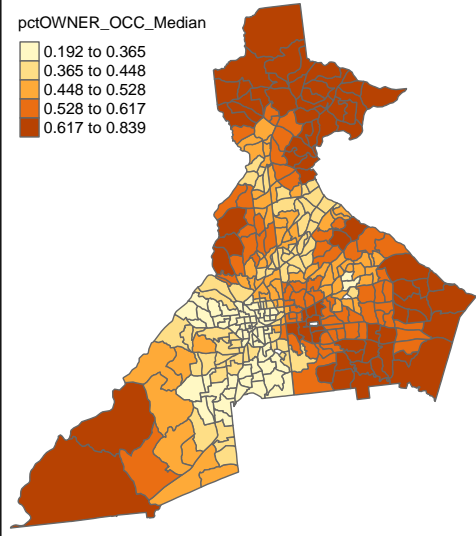 pctOWNER_OCC_Median
0.192 to 0.365
0.365 to 0.448
0.448 to 0.528
0.528 to 0.617
0.617 to 0.839